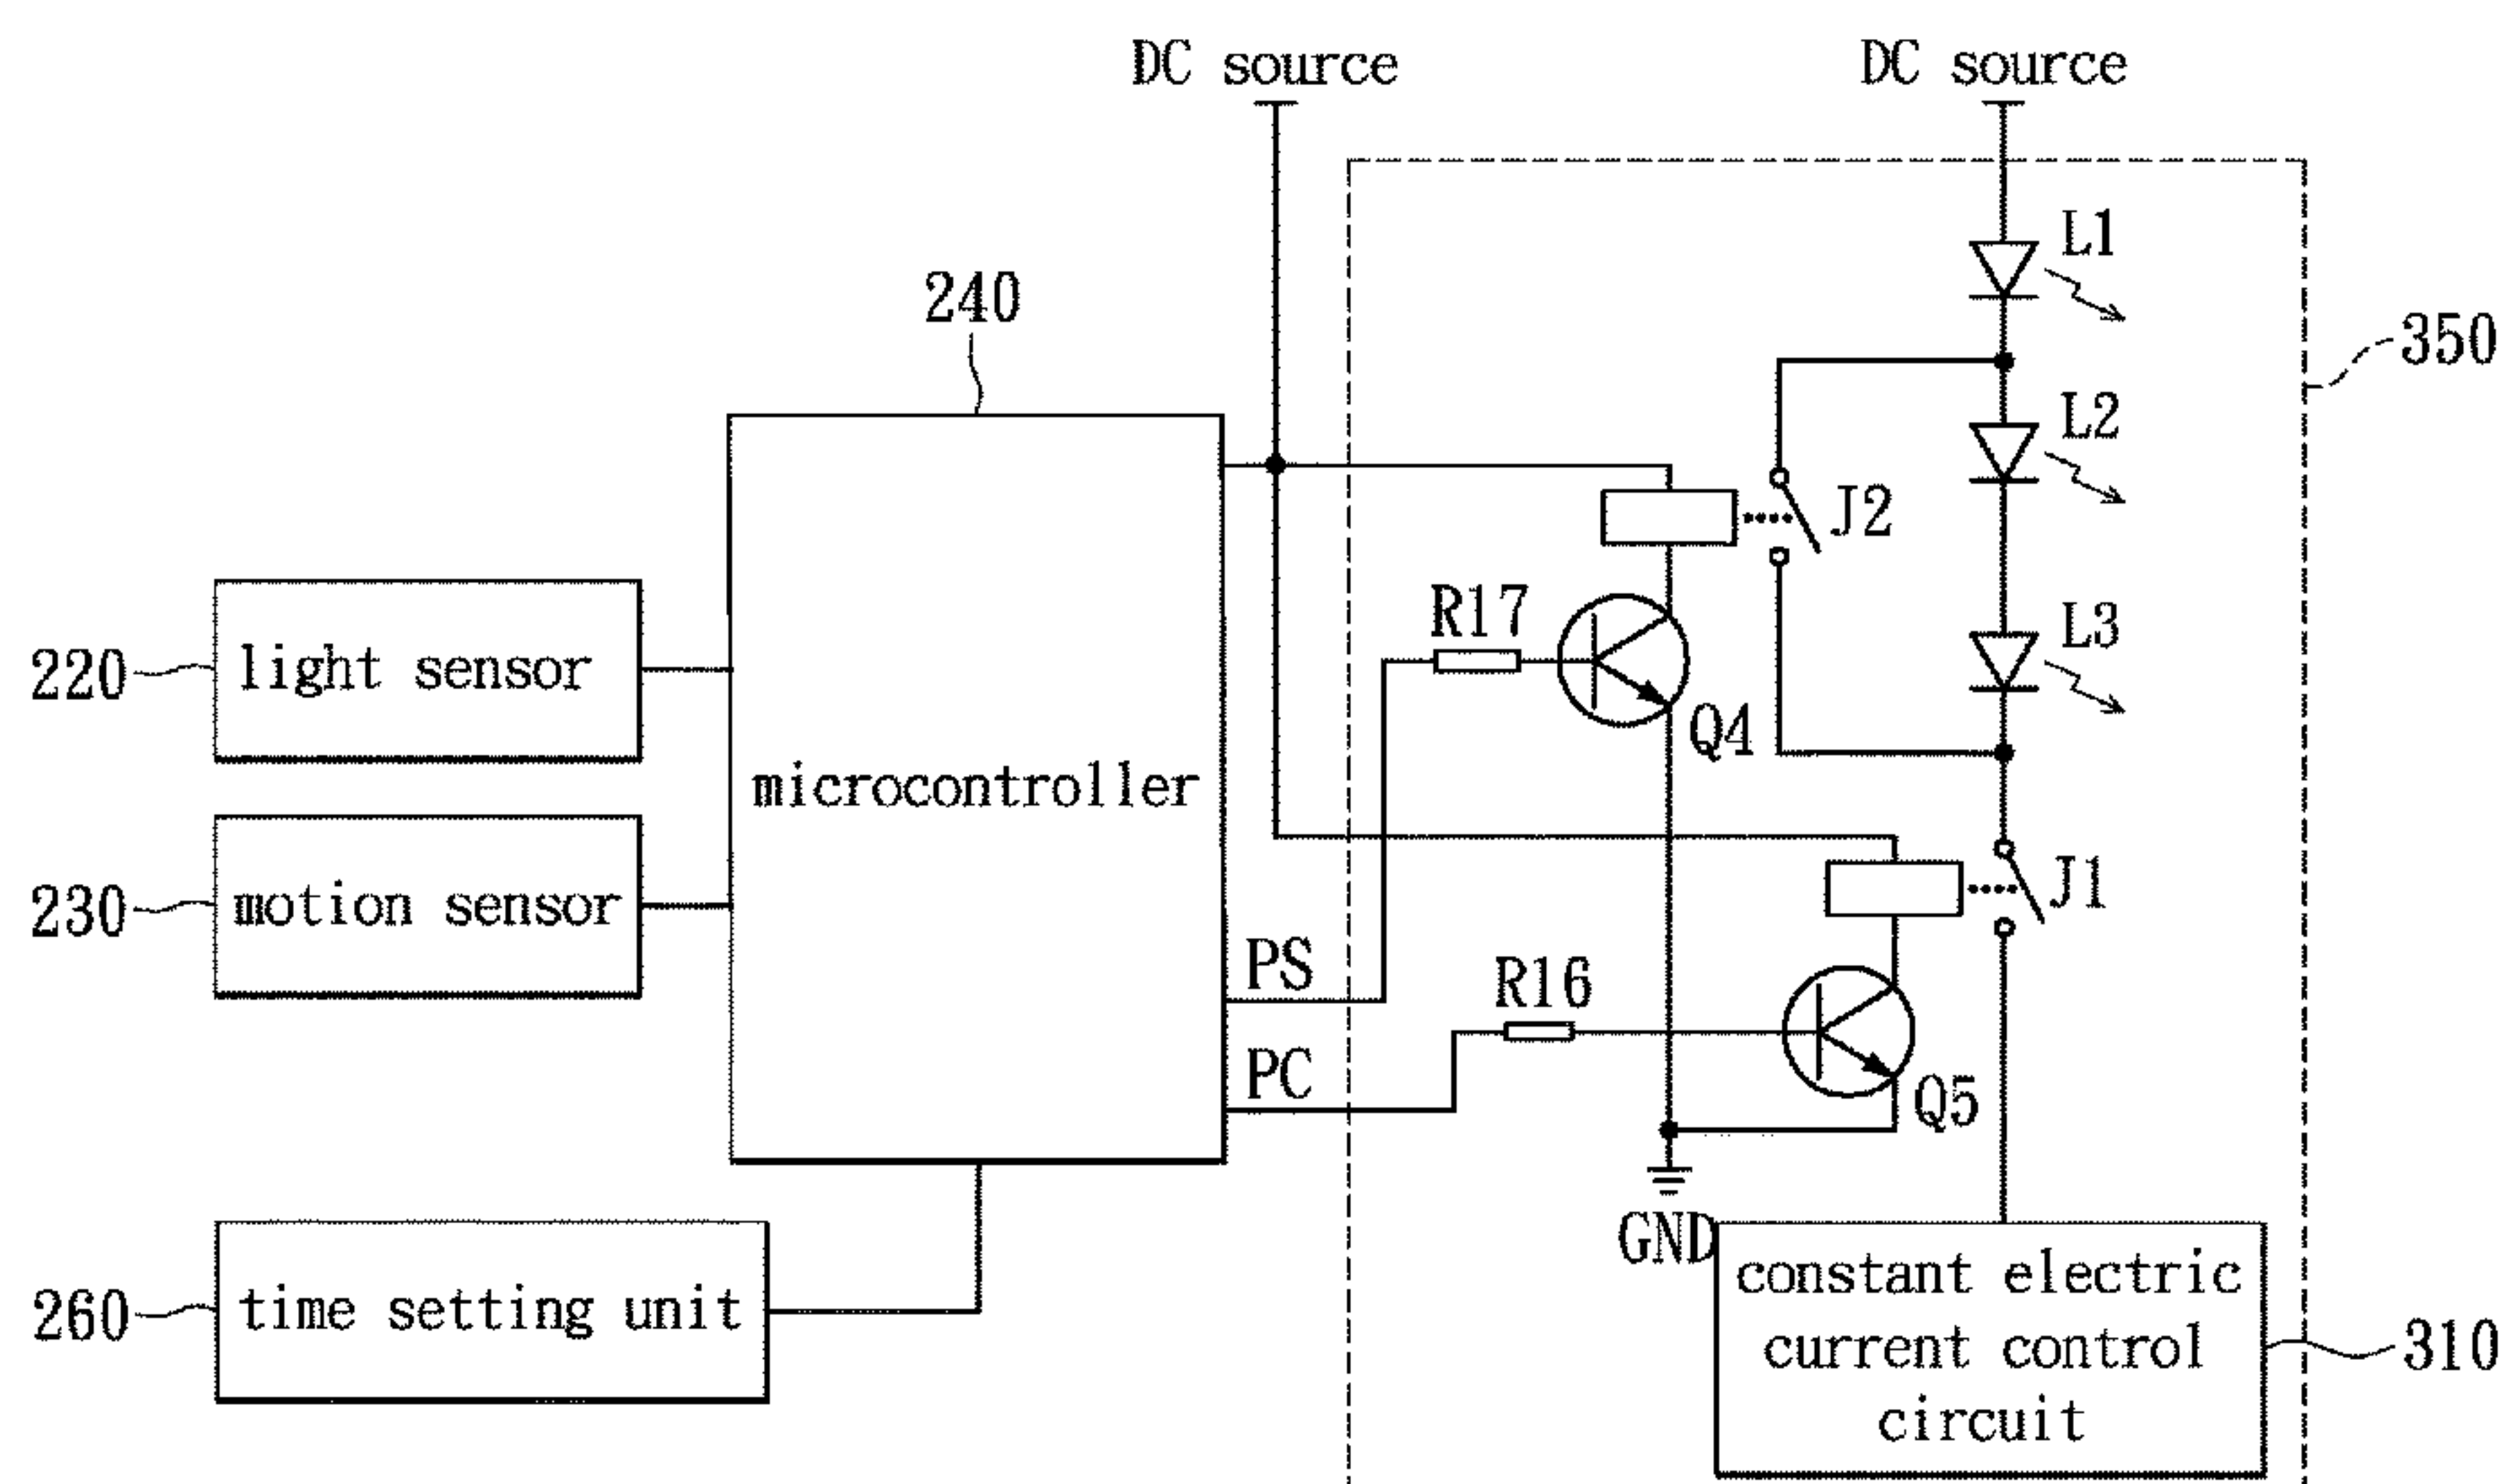 DC source
DC source
L1
240
350
L2
J2
R17
L3
220
light sensor
Q4
microcontroller
J1
230
motion sensor
PS
R16
PC
Q5
GND
260
time setting unit
constant electric
current control
circuit
310